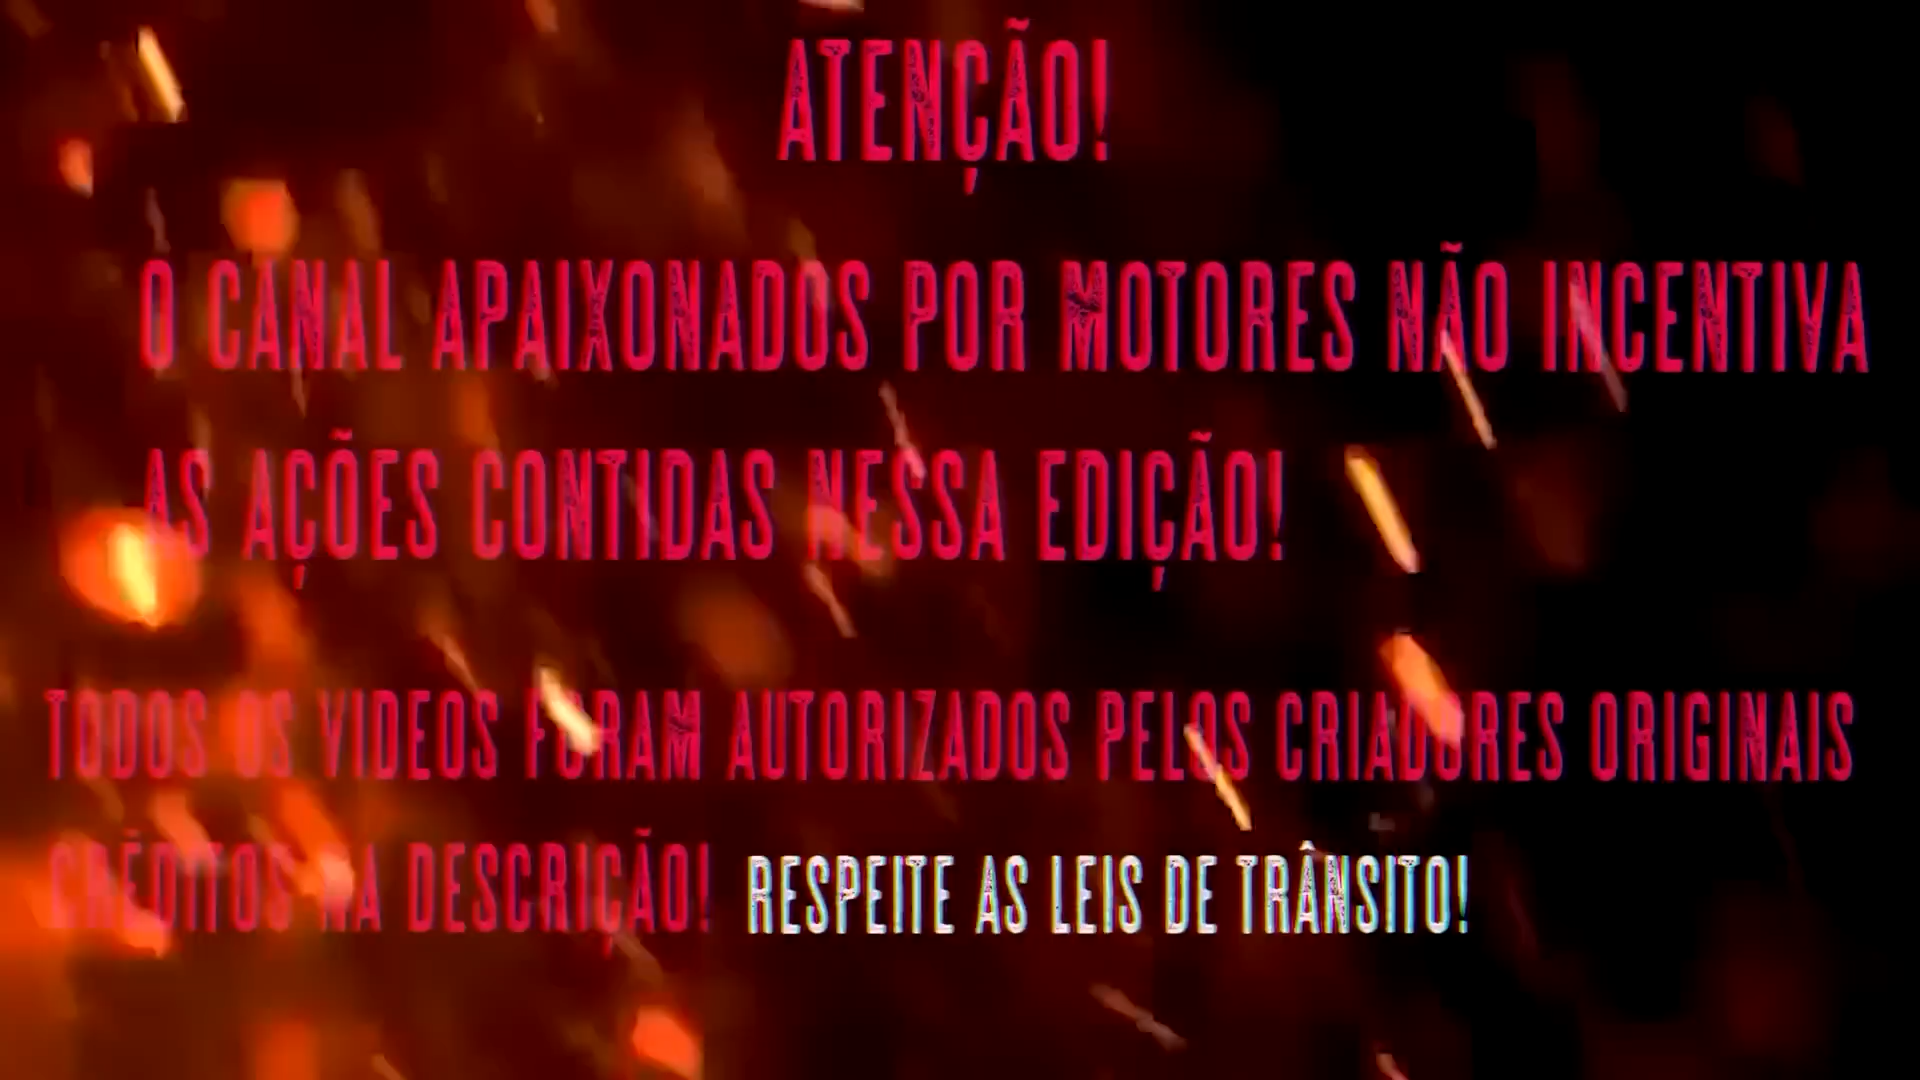 ATENÇÃO!
O CANAL APAIXONADOS POR MOTORES NÃO INCENTIVA
AS AÇÕES CONTIDAS NESSA EDIÇÃO!
TODOS OS VIDEOS FORAM AUTORIZADOS PELOS CRIADORES ORIGINAIS
CRÉDITOS NA DESCRIÇÃO! RESPEITE AS LEIS DE TRÂNSITO!